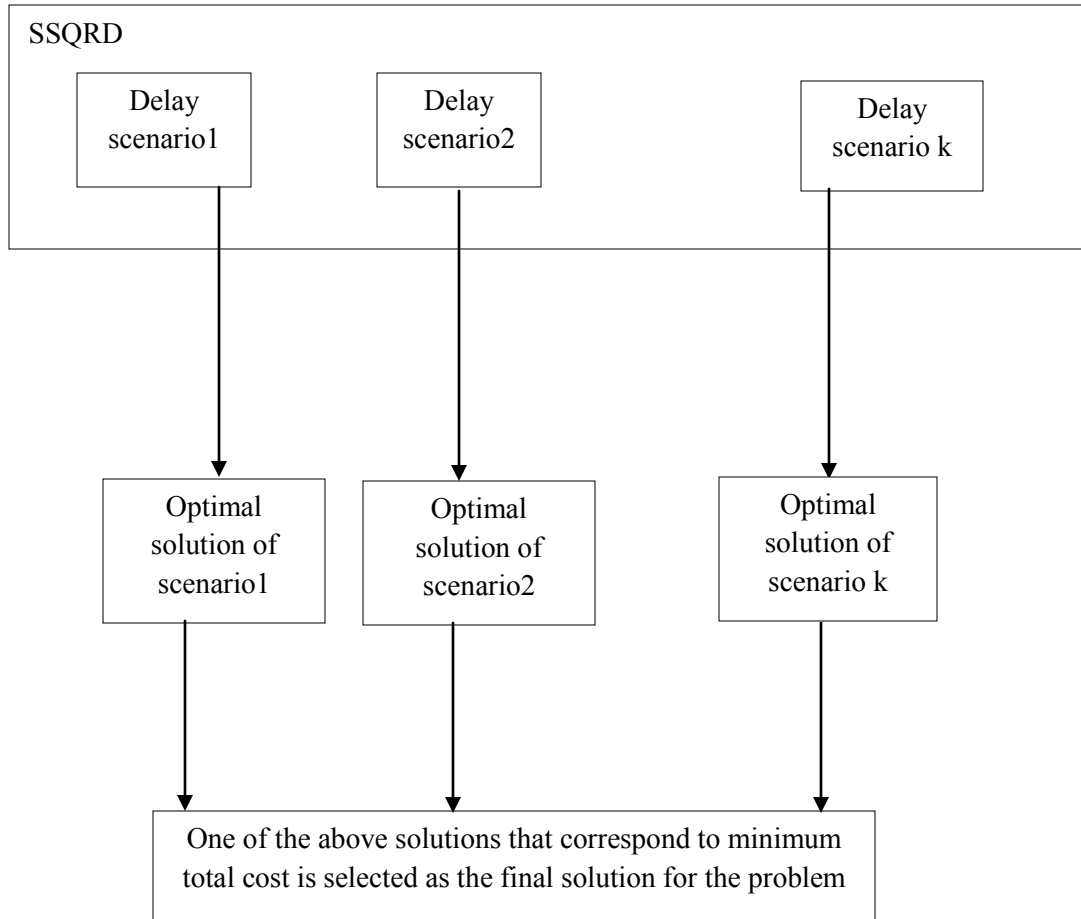 SSQRD
Delay
scenario1
Delay
scenario2
Delay
scenario k
Optimal
solution of
scenario1
Optimal
solution of
scenario2
Optimal
solution of
scenario k
One of the above solutions that correspond to minimum
total cost is selected as the final solution for the problem